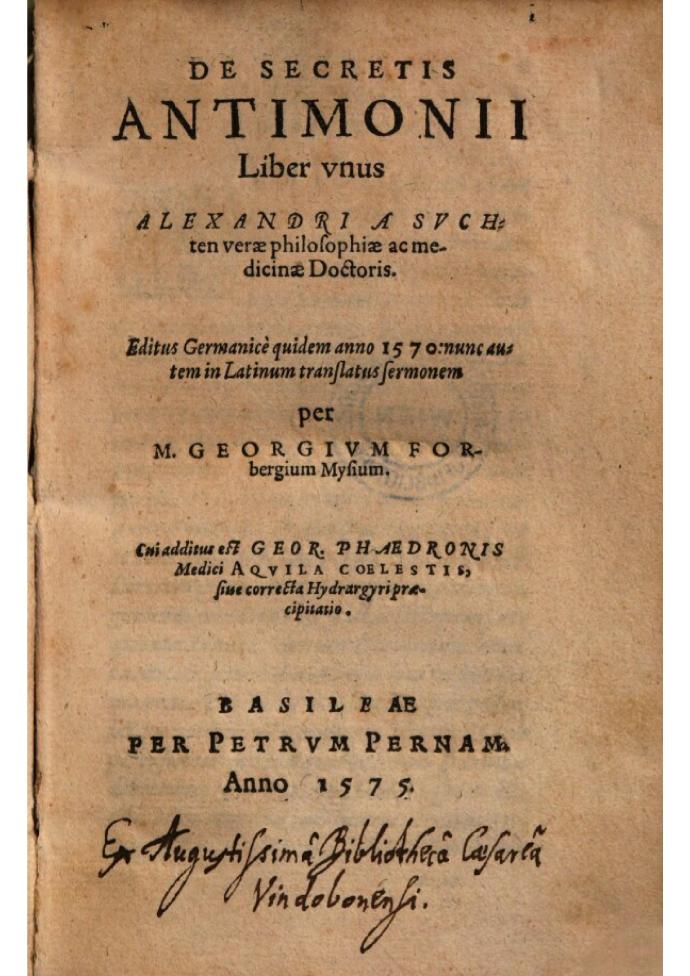 DE SECRETIS
ANTIMONII
Liber vnus
ALEXANDRI A SVCH-
ten veræ philoſophiæ ac me-
dicinæ Doctoris.
Editus Germanicè quidem anno 1570: nunc au-
tem in Latinum tranſlatus ſermonem
per
M. GEORGIVM FOR-
bergium Myſium.
Cui additus eſt GEOR. PHAEDRONIS
Medici AQVILA COELESTIS,
ſiue correcta Hydrargyri præ-
cipitatio.
BASILEAE
PER PETRVM PERNAM.
Anno 1575.
Ex Auguſtiſsimâ Bibliothecâ Cæſareâ
Vindobonenſi.